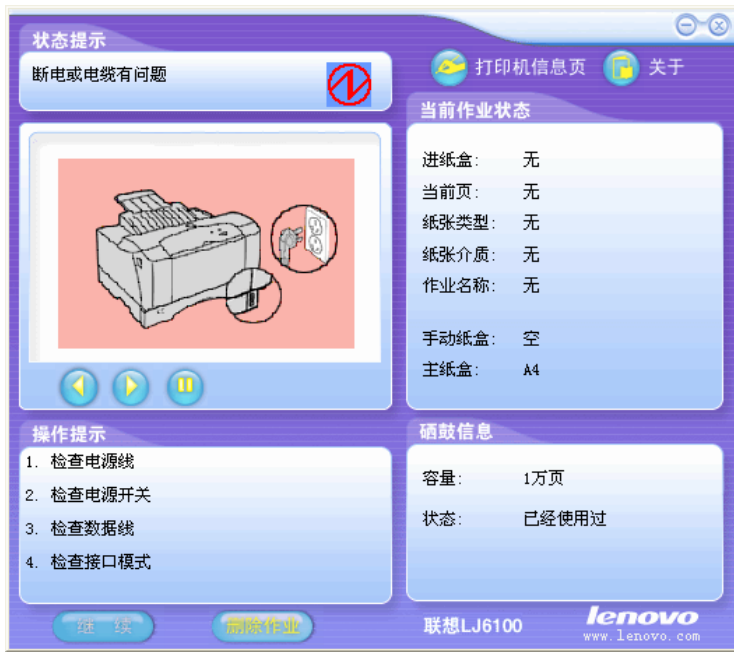 状态提示
断电或电缆有问题
打印机信息页
关于
当前作业状态
进纸盒: 无
当前页: 无
纸张类型: 无
纸张介质: 无
作业名称: 无
手动纸盒: 空
主纸盒: A4
操作提示
1. 检查电源线
2. 检查电源开关
3. 检查数据线
4. 检查接口模式
硒鼓信息
容量: 1万页
状态: 已经使用过
继 续
删除作业
联想LJ6100
lenovo
www.lenovo.com